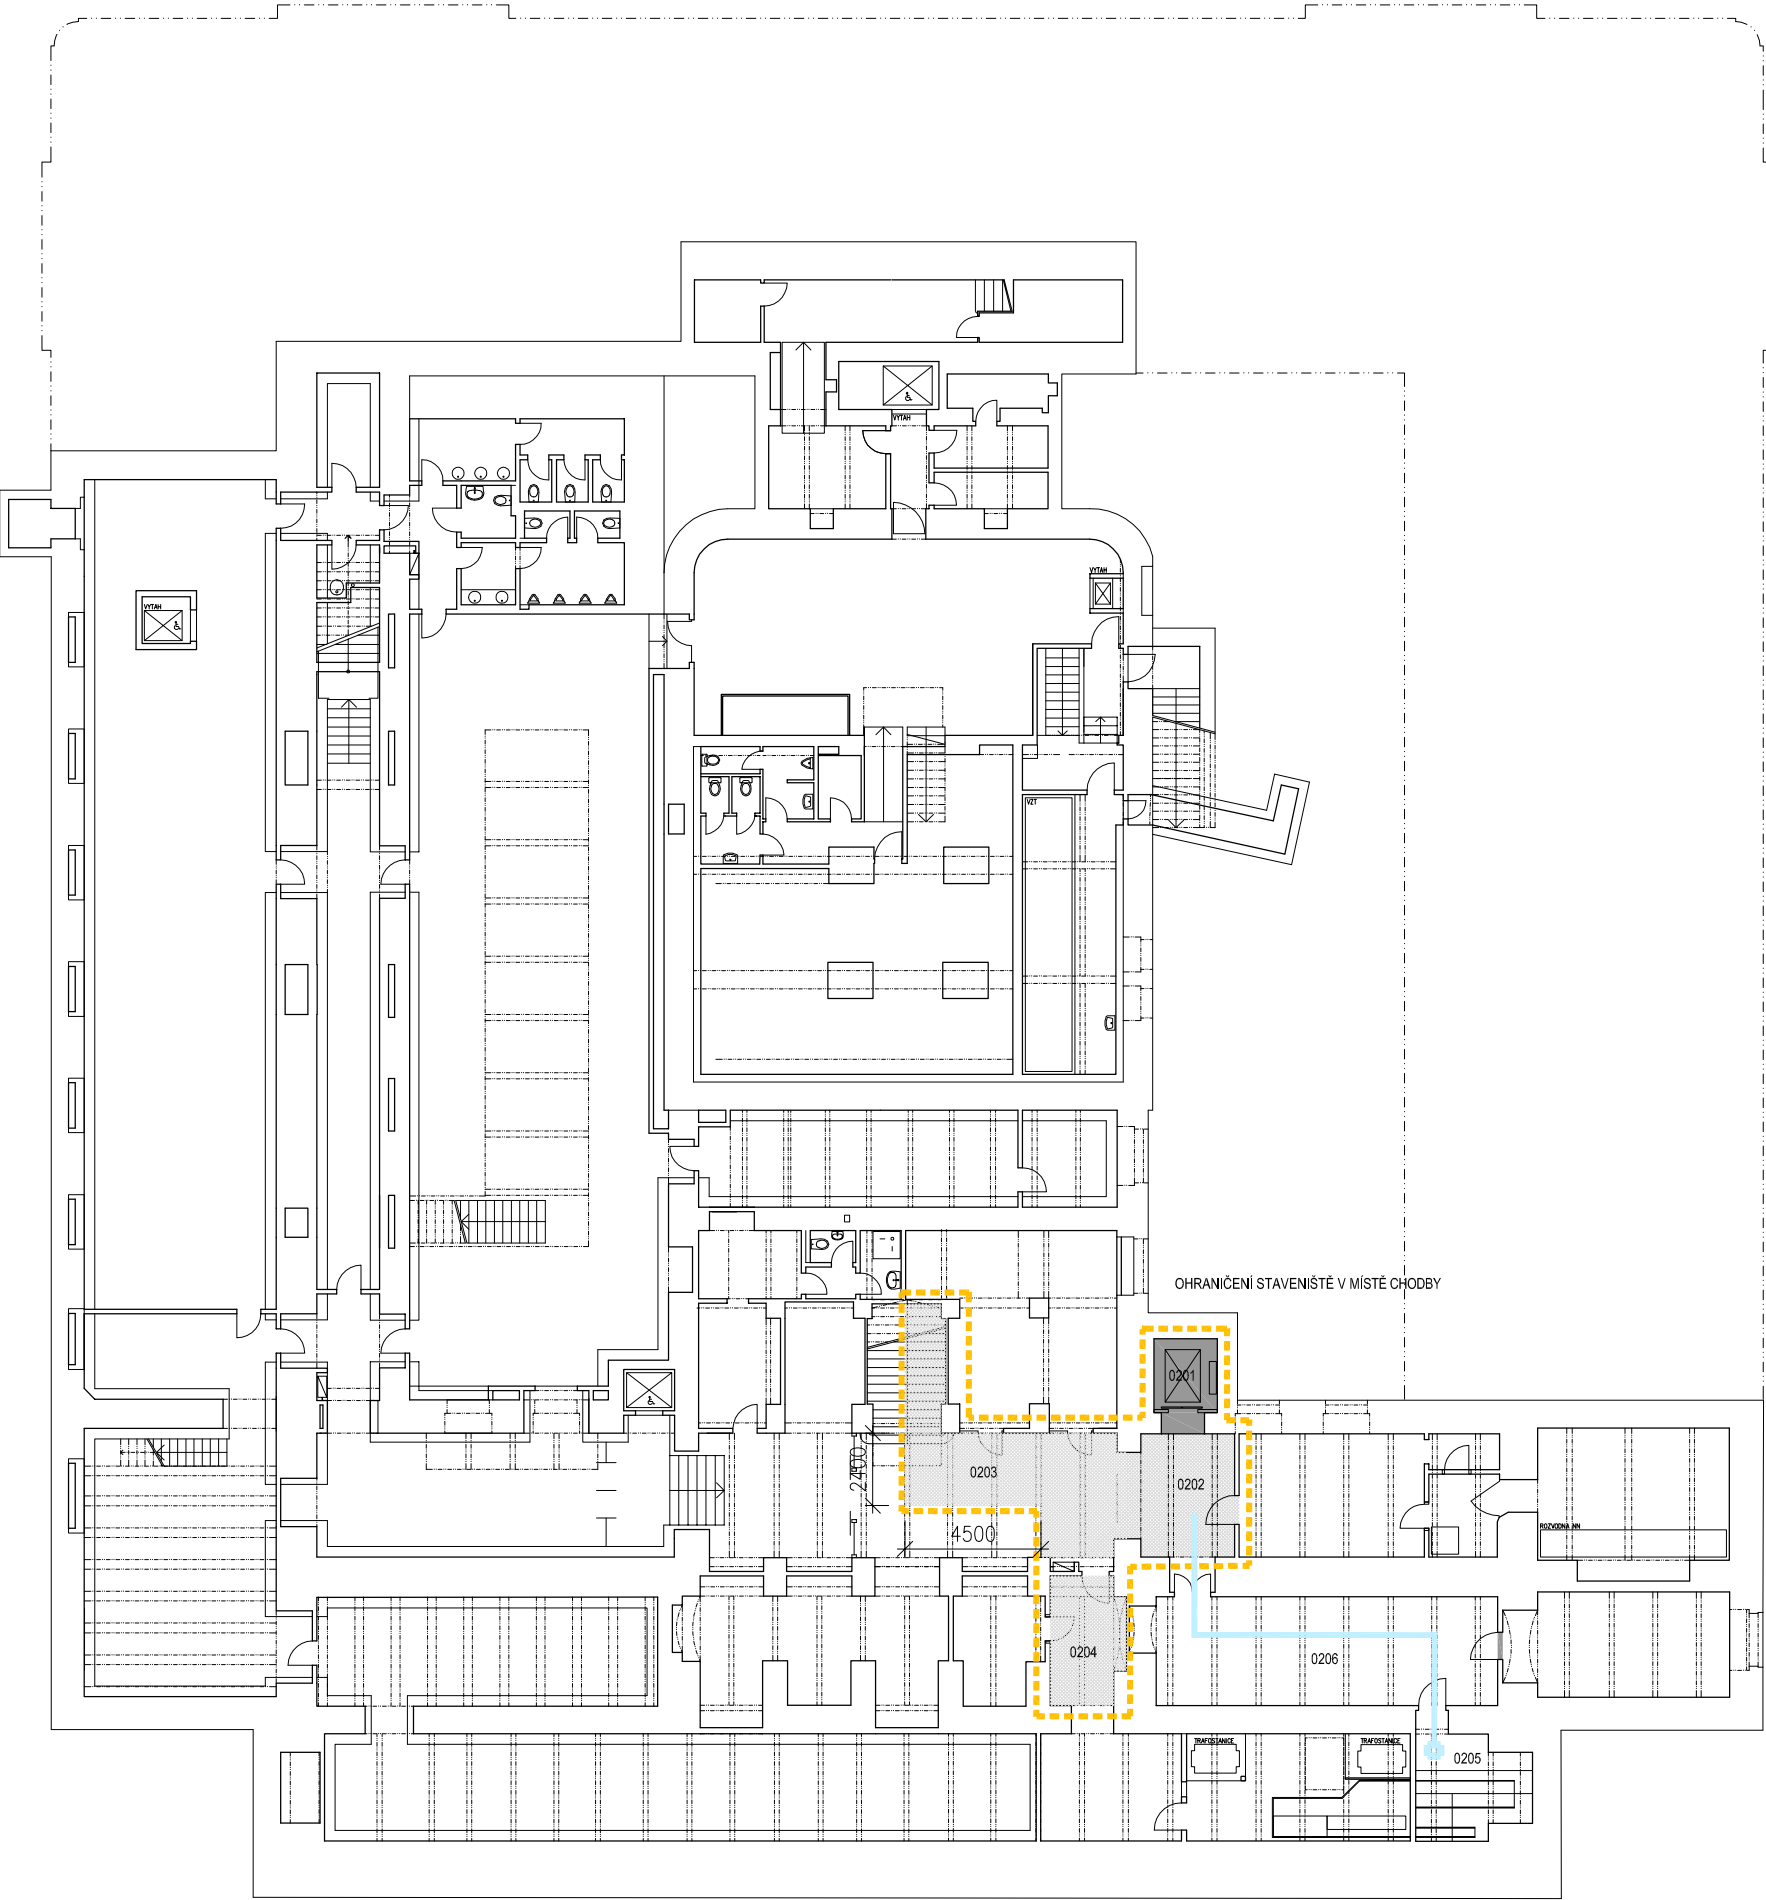 VÝTAH
VÝTAH
VÝTAH
VZT
OHRANIČENÍ STAVENIŠTĚ V MÍSTĚ CHODBY
0201
2400
0203
0202
4500
ROZVODNA NN
0204
0206
TRAFOSTANICE
TRAFOSTANICE
0205